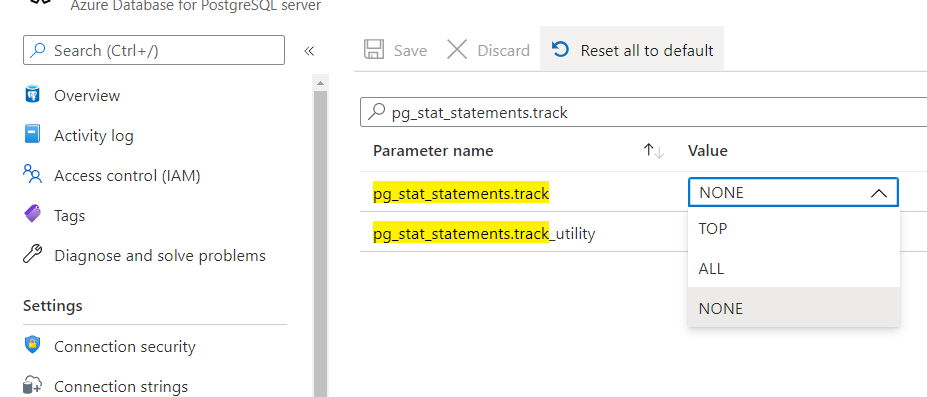 Azure Database for PostgreSQL server
Search (Ctrl+/)
«
Overview
Activity log
Access control (IAM)
Tags
Diagnose and solve problems
Settings
Connection security
Connection strings
Save
Discard
Reset all to default
pg_stat_statements.track
Parameter name
Value
pg_stat_statements.track
NONE
pg_stat_statements.track_utility
TOP
ALL
NONE